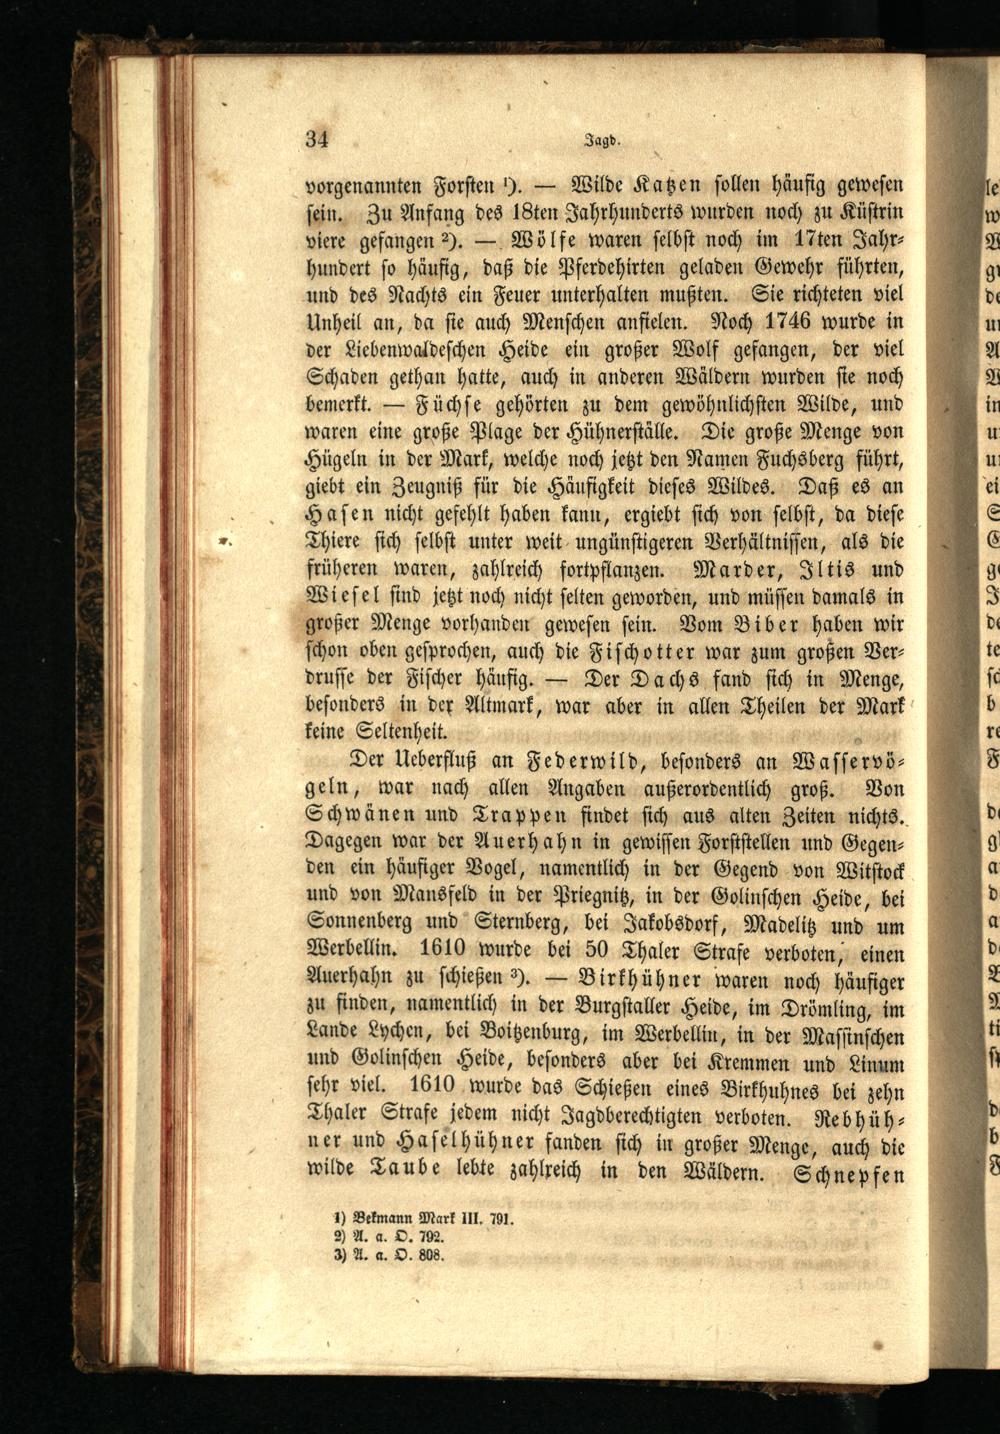 34 Jagd.
vorgenannten Forsten ¹). — Wilde Katzen sollen häufig gewesen
sein. Zu Anfang des 18ten Jahrhunderts wurden noch zu Küstrin
viere gefangen ²). — Wölfe waren selbst noch im 17ten Jahr-
hundert so häufig, daß die Pferdehirten geladen Gewehr führten,
und des Nachts ein Feuer unterhalten mußten. Sie richteten viel
Unheil an, da sie auch Menschen anfielen. Noch 1746 wurde in
der Liebenwaldeschen Heide ein großer Wolf gefangen, der viel
Schaden gethan hatte, auch in anderen Wäldern wurden sie noch
bemerkt. — Füchse gehörten zu dem gewöhnlichsten Wilde, und
waren eine große Plage der Hühnerställe. Die große Menge von
Hügeln in der Mark, welche noch jetzt den Namen Fuchsberg führt,
giebt ein Zeugniß für die Häufigkeit dieses Wildes. Daß es an
Hasen nicht gefehlt haben kann, ergiebt sich von selbst, da diese
Thiere sich selbst unter weit ungünstigeren Verhältnissen, als die
früheren waren, zahlreich fortpflanzen. Marder, Iltis und
Wiesel sind jetzt noch nicht selten geworden, und müssen damals in
großer Menge vorhanden gewesen sein. Vom Biber haben wir
schon oben gesprochen, auch die Fischotter war zum großen Ver-
drusse der Fischer häufig. — Der Dachs fand sich in Menge,
besonders in der Altmark, war aber in allen Theilen der Mark
keine Seltenheit.
Der Ueberfluß an Federwild, besonders an Wasservö-
geln, war nach allen Angaben außerordentlich groß. Von
Schwänen und Trappen findet sich aus alten Zeiten nichts.
Dagegen war der Auerhahn in gewissen Forststellen und Gegen-
den ein häufiger Vogel, namentlich in der Gegend von Witstock
und von Mansfeld in der Priegnitz, in der Golinschen Heide, bei
Sonnenberg und Sternberg, bei Jakobsdorf, Madelitz und um
Werbellin. 1610 wurde bei 50 Thaler Strafe verboten, einen
Auerhahn zu schießen ³). — Birkhühner waren noch häufiger
zu finden, namentlich in der Burgstaller Heide, im Drömling, im
Lande Lychen, bei Boitzenburg, im Werbellin, in der Massinschen
und Golinschen Heide, besonders aber bei Kremmen und Linum
sehr viel. 1610 wurde das Schießen eines Birkhuhnes bei zehn
Thaler Strafe jedem nicht Jagdberechtigten verboten. Rebhüh-
ner und Haselhühner fanden sich in großer Menge, auch die
wilde Taube lebte zahlreich in den Wäldern. Schnepfen
1) Bekmann Mark III. 791.
2) A. a. O. 792.
3) A. a. O. 808.